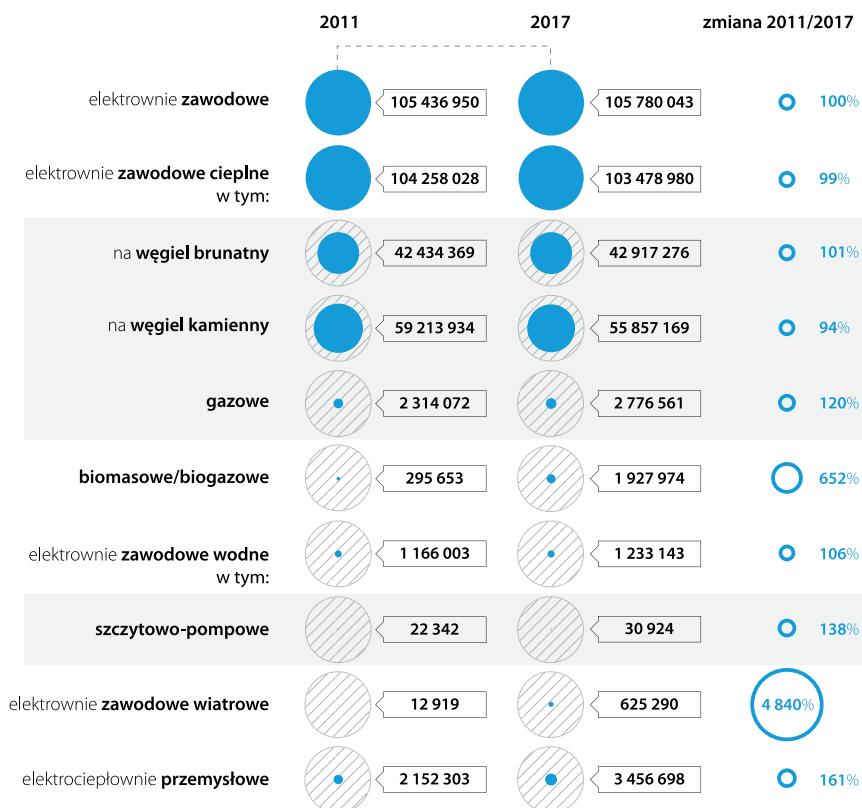 2011 2017 zmiana 2011/2017
elektrownie zawodowe 105 436 950 105 780 043 100%
elektrownie zawodowe cieplne 104 258 028 103 478 980 99%
w tym:
na węgiel brunatny 42 434 369 42 917 276 101%
na węgiel kamienny 59 213 934 55 857 169 94%
gazowe 2 314 072 2 776 561 120%
biomasowe/biogazowe 295 653 1 927 974 652%
elektrownie zawodowe wodne 1 166 003 1 233 143 106%
w tym:
szczytowo-pompowe 22 342 30 924 138%
elektrownie zawodowe wiatrowe 12 919 625 290 4 840%
elektrociepłownie przemysłowe 2 152 303 3 456 698 161%